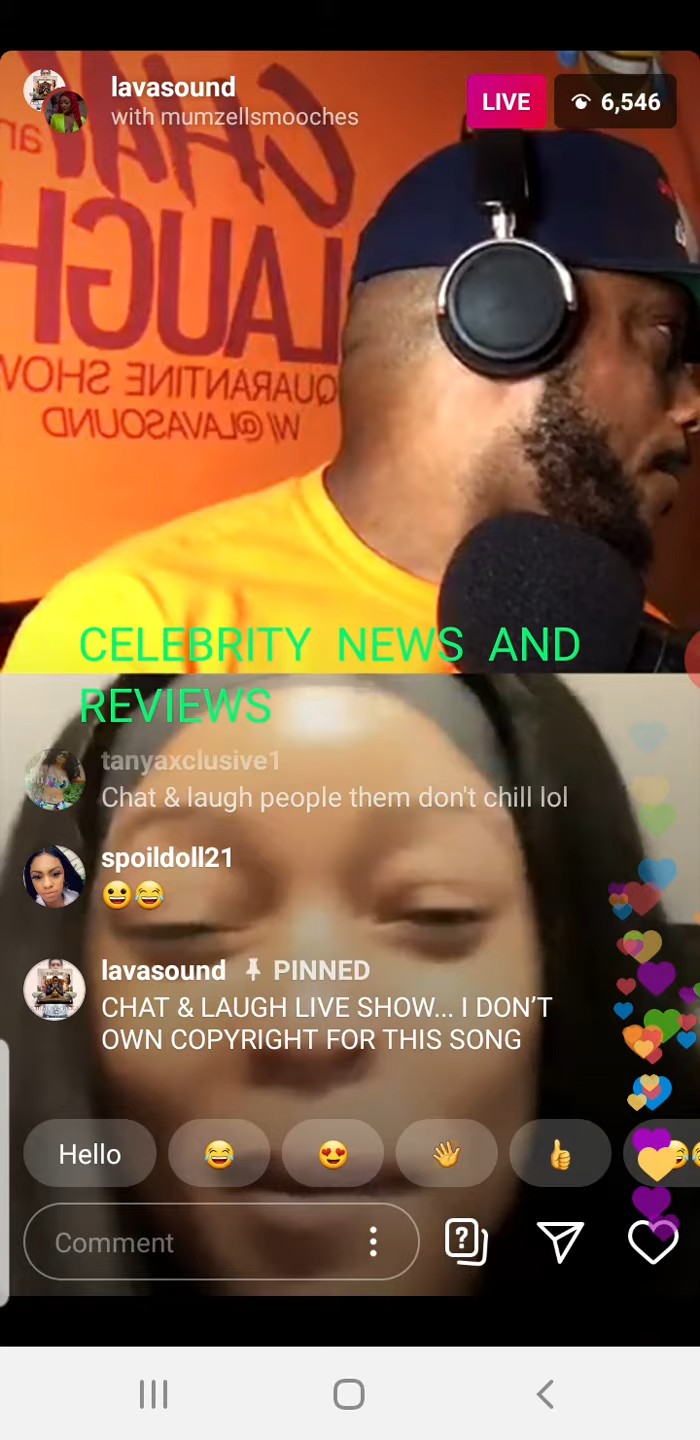 lavasound
LIVE
6,546
with mumzellsmooches
CHAT
an
LAUGH
QUARANTINE SHOW
W/@LAVASOUND
CELEBRITY NEWS AND
REVIEWS
tanyaxclusive1
Chat & laugh people them don't chill lol
spoildoll21
😀😂
lavasound PINNED
CHAT & LAUGH LIVE SHOW... I DON'T
OWN COPYRIGHT FOR THIS SONG
Hello 😂 😍 👋 👍
Comment